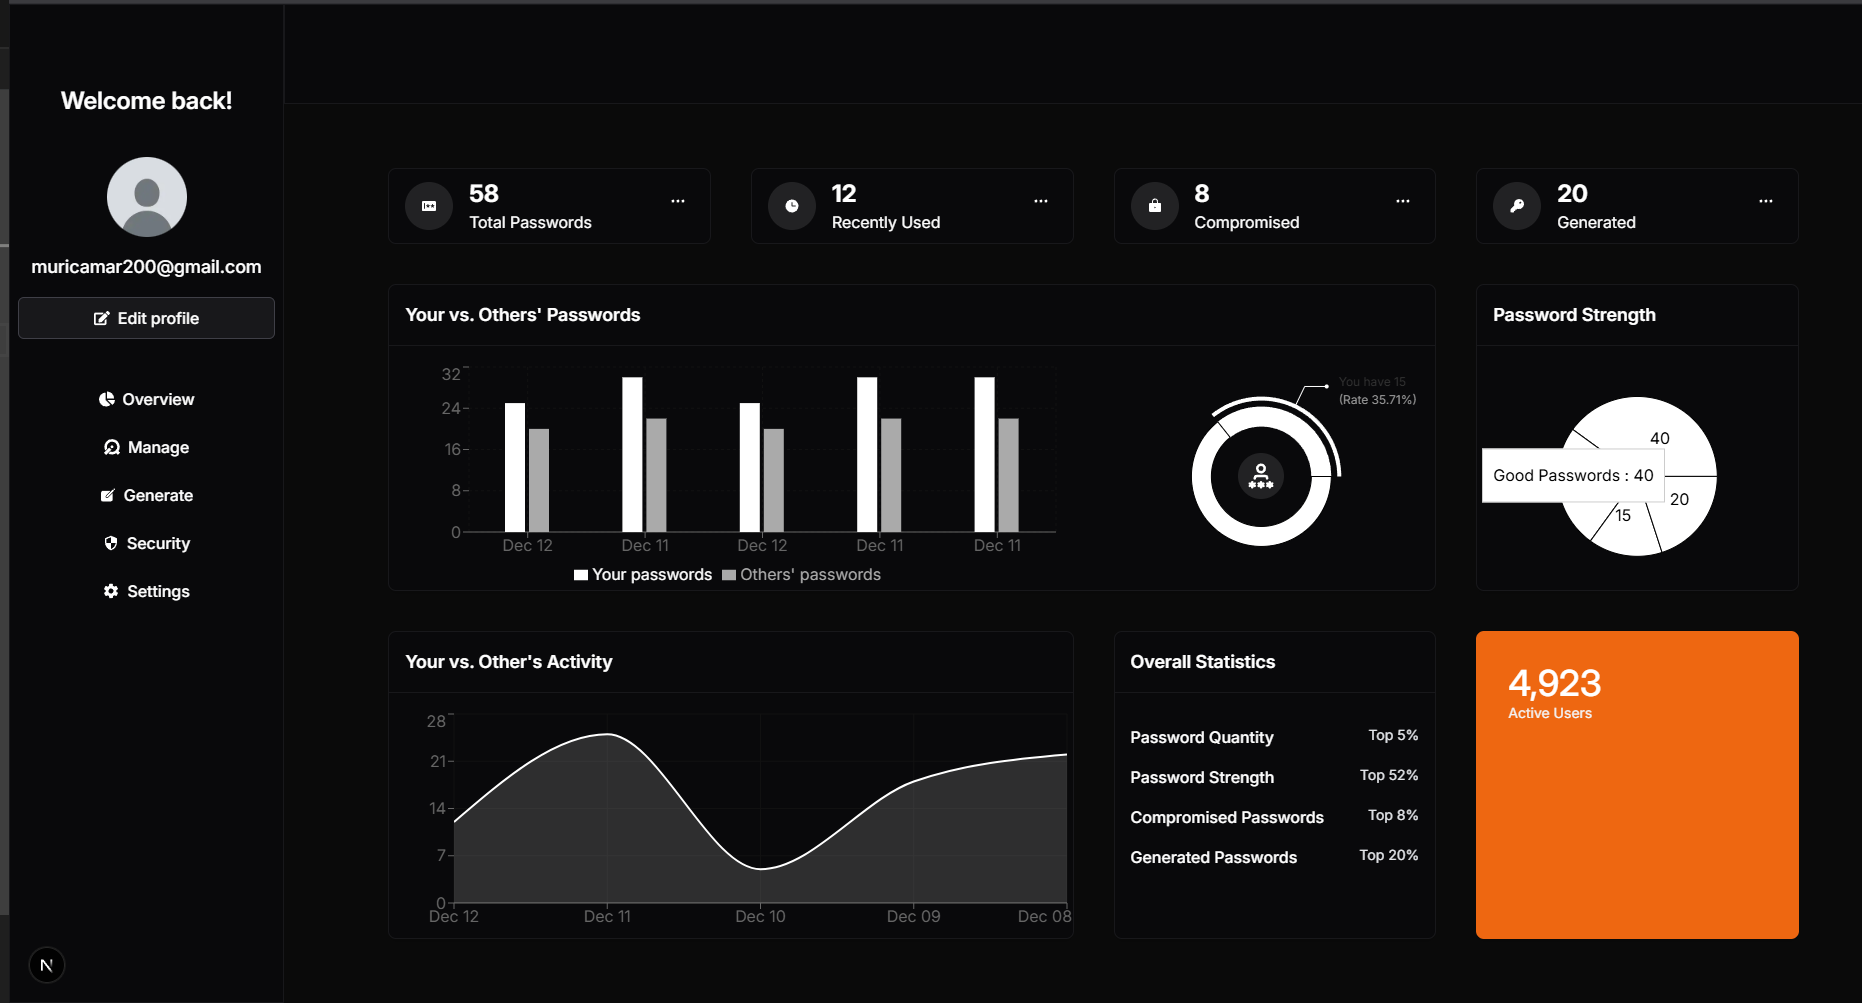 Welcome back!
muricamar200@gmail.com
Edit profile
Overview
Manage
Generate
Security
Settings
N
58
Total Passwords
...
12
Recently Used
...
8
Compromised
...
20
Generated
...
Your vs. Others' Passwords
32
24
16
8
0
Dec 12
Dec 11
Dec 12
Dec 11
Dec 11
Your passwords
Others' passwords
You have 15
(Rate 35.71%)
Password Strength
40
Good Passwords : 40
20
15
Your vs. Other's Activity
28
21
14
7
0
Dec 12
Dec 11
Dec 10
Dec 09
Dec 08
Overall Statistics
Password Quantity Top 5%
Password Strength Top 52%
Compromised Passwords Top 8%
Generated Passwords Top 20%
4,923
Active Users